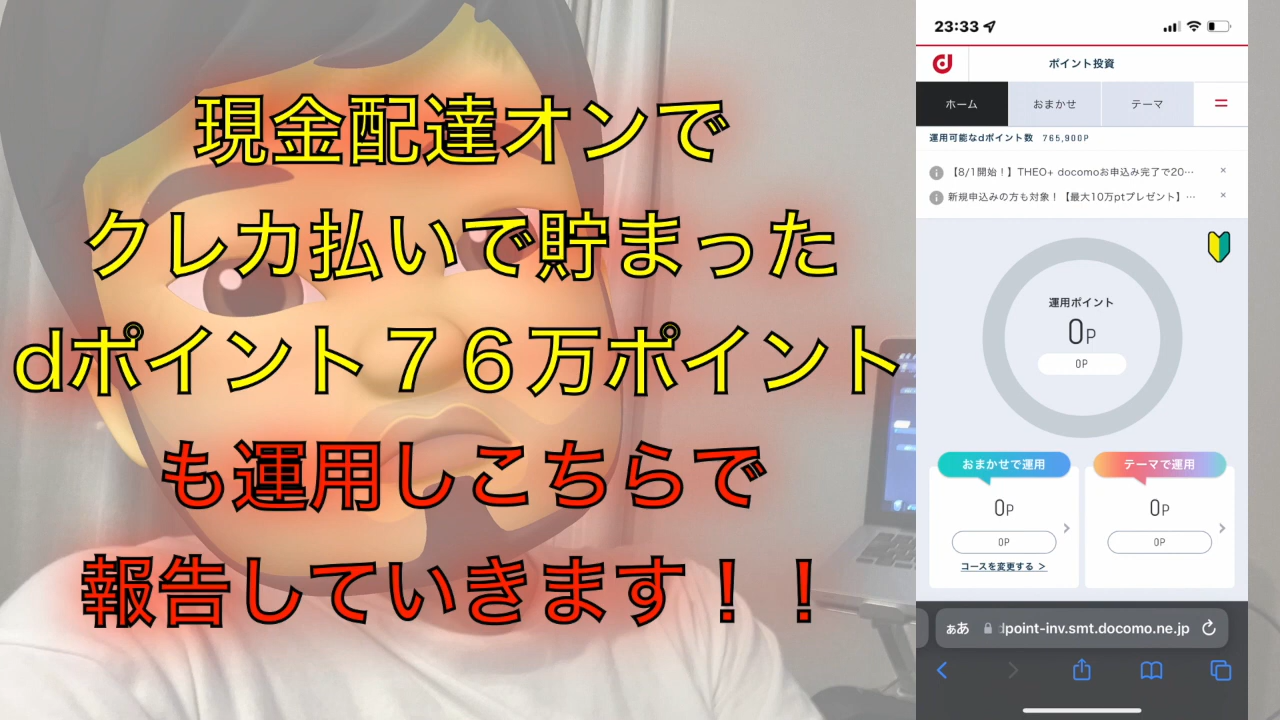 現金配達オンで
クレカ払いで貯まった
dポイント７６万ポイント
も運用しこちらで
報告していきます！！
23:33
d ポイント投資
ホーム おまかせ テーマ
運用可能なdポイント数 765,900P
【8/1開始！】THEO+ docomoお申込み完了で20… ×
新規申込みの方も対象！【最大10万ptプレゼント】… ×
運用ポイント
0P
0P
おまかせで運用 テーマで運用
0P 0P
0P 0P
コースを変更する ＞
ぁあ dpoint-inv.smt.docomo.ne.jp